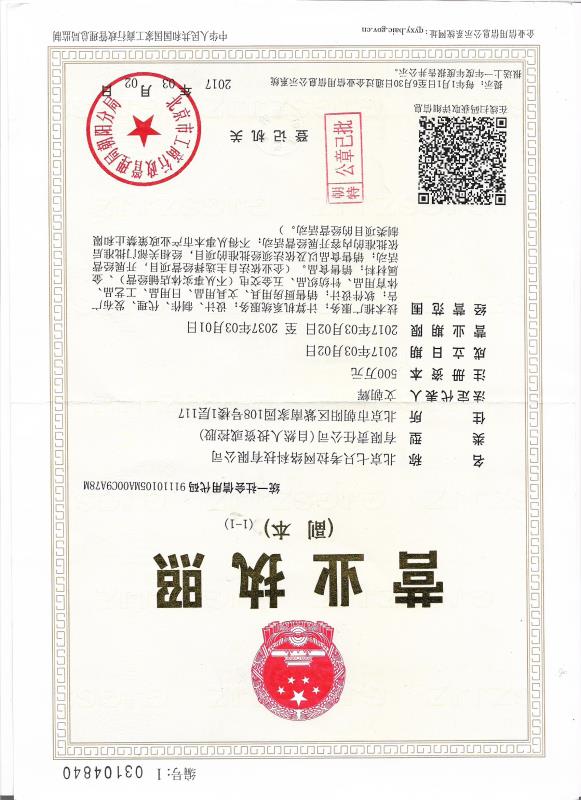 编号: I 03104840
营业执照
(副 本) (1-1)
统一社会信用代码 91110105MA00C9A78M
名 称 北京七只考拉网络科技有限公司
类 型 有限责任公司(自然人投资或控股)
住 所 北京市朝阳区紫南家园108号楼1层117
法定代表人 文朝辉
注册资本 500万元
成立日期 2017年03月02日
营业期限 2017年03月02日 至 2037年03月01日
经营范围 技术推广服务；计算机系统服务；设计、制作、代理、发布广
告；软件设计；销售厨房用具、文具用品、日用品、工艺品、
体育用品、针纺织品、五金交电（不从事实体店铺经营）、金
属材料；销售食品。（企业依法自主选择经营项目，开展经营
活动；销售食品以及依法须经批准的项目，经相关部门批准后
依批准的内容开展经营活动；不得从事本市产业政策禁止和限
制类项目的经营活动。）
朝特
公章已批
在线扫码获取详细信息
登记机关
北京市工商行政管理局朝阳分局
2017 年 03 月 02 日
提示：每年1月1日至6月30日通过企业信用信息公示系统
报送上一年度年度报告并公示。
企业信用信息公示系统网址: qyxy.baic.gov.cn
中华人民共和国国家工商行政管理总局监制